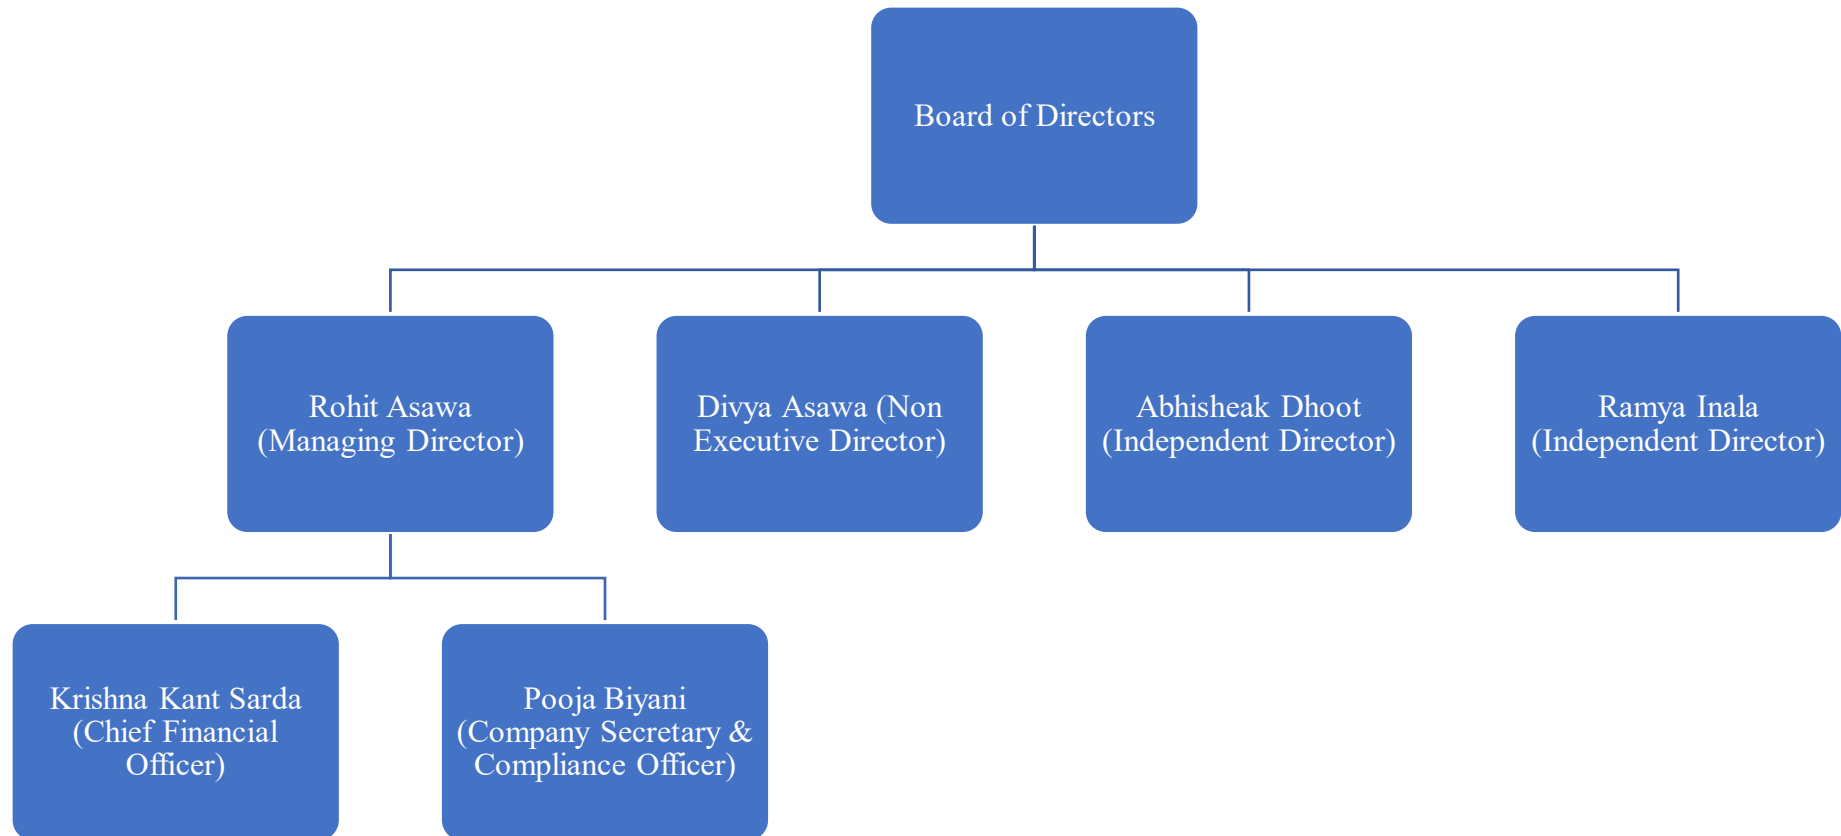 Board of Directors
Rohit Asawa
(Managing Director)
Divya Asawa (Non
Executive Director)
Abhisheak Dhoot
(Independent Director)
Ramya Inala
(Independent Director)
Krishna Kant Sarda
(Chief Financial
Officer)
Pooja Biyani
(Company Secretary &
Compliance Officer)